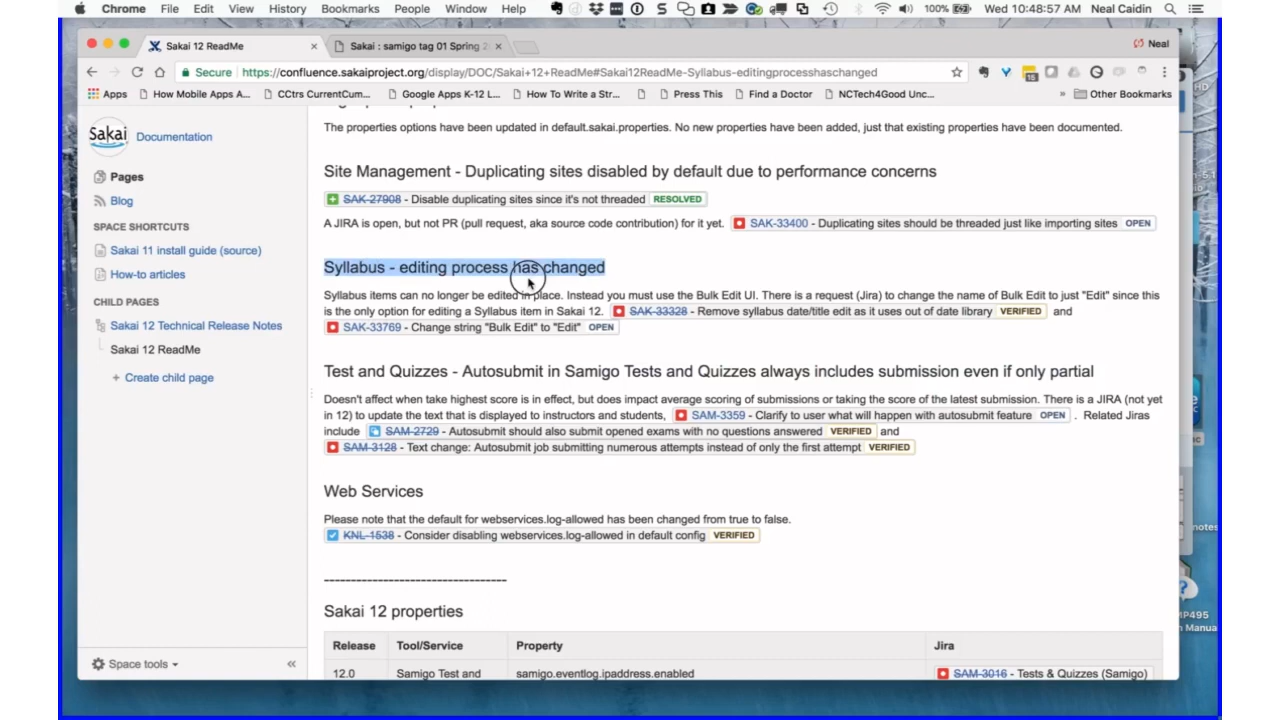 Chrome File Edit View History Bookmarks People Window Help 100% Wed 10:48:57 AM Neal Caidin
Sakai 12 ReadMe × Sakai : samigo tag 01 Spring 2 × Neal
Secure https://confluence.sakaiproject.org/display/DOC/Sakai+12+ReadMe#Sakai12ReadMe-Syllabus-editingprocesshaschanged
Apps How Mobile Apps A... CCtrs CurrentCum... Google Apps K-12 L... How To Write a Str... Press This Find a Doctor NCTech4Good Unc... » Other Bookmarks
Sakai Documentation
Pages
Blog
SPACE SHORTCUTS
Sakai 11 install guide (source)
How-to articles
CHILD PAGES
Sakai 12 Technical Release Notes
Sakai 12 ReadMe
+ Create child page
Space tools «
The properties options have been updated in default.sakai.properties. No new properties have been added, just that existing properties have been documented.
Site Management - Duplicating sites disabled by default due to performance concerns
SAK-27908 - Disable duplicating sites since it's not threaded RESOLVED
A JIRA is open, but not PR (pull request, aka source code contribution) for it yet. SAK-33400 - Duplicating sites should be threaded just like importing sites OPEN
Syllabus - editing process has changed
Syllabus items can no longer be edited in place. Instead you must use the Bulk Edit UI. There is a request (Jira) to change the name of Bulk Edit to just "Edit" since this
is the only option for editing a Syllabus item in Sakai 12. SAK-33328 - Remove syllabus date/title edit as it uses out of date library VERIFIED and
SAK-33769 - Change string "Bulk Edit" to "Edit" OPEN
Test and Quizzes - Autosubmit in Samigo Tests and Quizzes always includes submission even if only partial
Doesn't affect when take highest score is in effect, but does impact average scoring of submissions or taking the score of the latest submission. There is a JIRA (not yet
in 12) to update the text that is displayed to instructors and students, SAM-3359 - Clarify to user what will happen with autosubmit feature OPEN . Related Jiras
include SAM-2729 - Autosubmit should also submit opened exams with no questions answered VERIFIED and
SAM-3128 - Text change: Autosubmit job submitting numerous attempts instead of only the first attempt VERIFIED
Web Services
Please note that the default for webservices.log-allowed has been changed from true to false.
KNL-1538 - Consider disabling webservices.log-allowed in default config VERIFIED
---------------------------------
Sakai 12 properties
Release Tool/Service Property Jira
12.0 Samigo Test and samigo.eventlog.ipaddress.enabled SAM-3016 - Tests & Quizzes (Samigo)
notes
MP495
n Manua